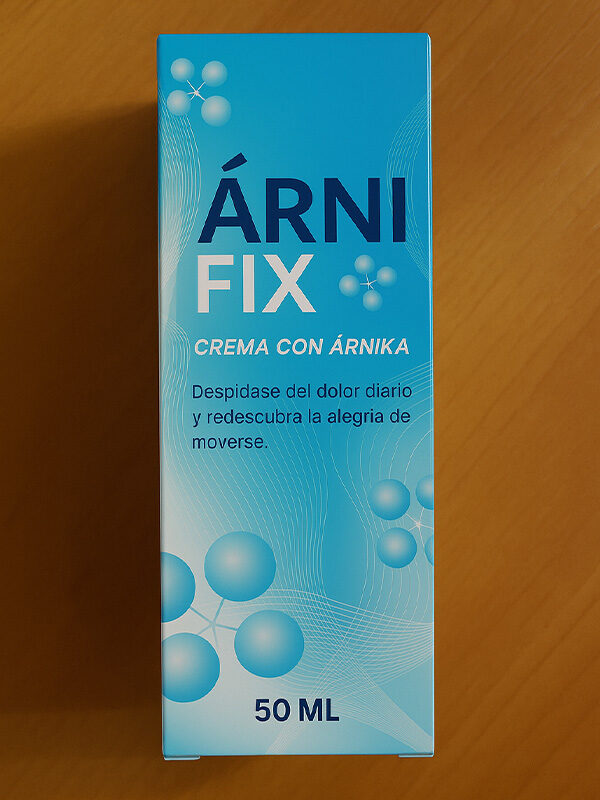 ÁRNI
FIX
CREMA CON ÁRNIKA
Despidase del dolor diario
y redescubra la alegria de
moverse.
50 ML